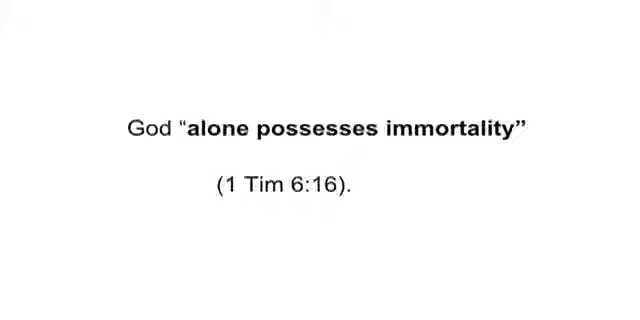 God “alone possesses immortality”
(1 Tim 6:16).